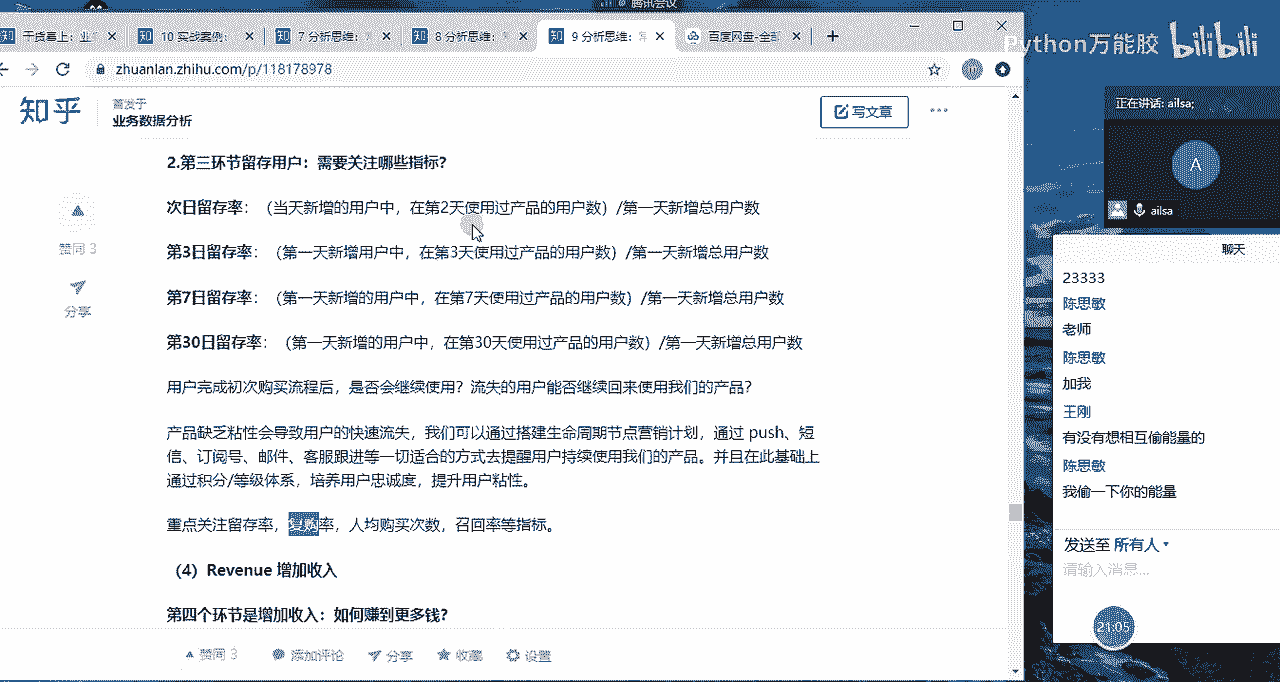 腾讯会议
干货奉上：业
10 实战案例：
7 分析思维：
8 分析思维：
9 分析思维：
百度网盘-全部
zhuanlan.zhihu.com/p/118178978
Python万能胶 bilibili
知乎
首发于
业务数据分析
写文章
2.第三环节留存用户：需要关注哪些指标？
次日留存率：（当天新增的用户中，在第2天使用过产品的用户数）/第一天新增总用户数
第3日留存率：（第一天新增用户中，在第3天使用过产品的用户数）/第一天新增总用户数
第7日留存率：（第一天新增的用户中，在第7天使用过产品的用户数）/第一天新增总用户数
第30日留存率：（第一天新增的用户中，在第30天使用过产品的用户数）/第一天新增总用户数
用户完成初次购买流程后，是否会继续使用？流失的用户能否继续回来使用我们的产品？
产品缺乏粘性会导致用户的快速流失，我们可以通过搭建生命周期节点营销计划，通过 push、短
信、订阅号、邮件、客服跟进等一切适合的方式去提醒用户持续使用我们的产品。并且在此基础上
通过积分/等级体系，培养用户忠诚度，提升用户粘性。
重点关注留存率，复购率，人均购买次数，召回率等指标。
（4）Revenue 增加收入
第四个环节是增加收入：如何赚到更多钱？
赞同 3
分享
赞同 3
添加评论
分享
收藏
设置
正在讲话: ailsa;
A
ailsa
聊天
23333
陈思敏
老师
陈思敏
加我
王刚
有没有想相互偷能量的
陈思敏
我偷一下你的能量
发送至 所有人
请输入消息...
21:05